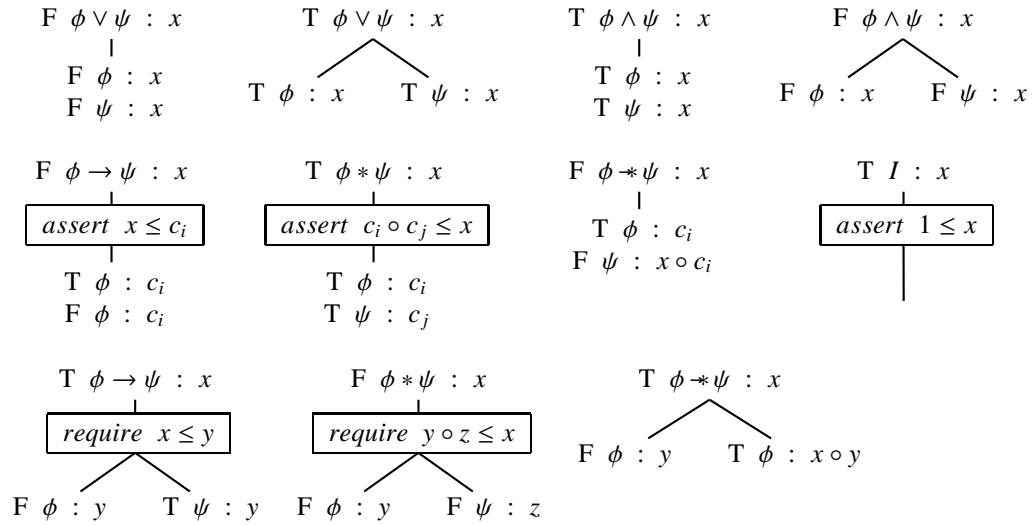 F φ ∨ ψ : x    T φ ∨ ψ : x    T φ ∧ ψ : x    F φ ∧ ψ : x
F φ : x    T φ : x    T ψ : x    T φ : x    F φ : x    F ψ : x
F ψ : x    T ψ : x
F φ → ψ : x    T φ ∗ ψ : x    F φ −∗ ψ : x    T I : x
assert x ≤ c_i    assert c_i ∘ c_j ≤ x    assert 1 ≤ x
T φ : c_i    T φ : c_i    T φ : c_i
F φ : c_i    T ψ : c_j    F ψ : x ∘ c_i
T φ → ψ : x    F φ ∗ ψ : x    T φ −∗ ψ : x
require x ≤ y    require y ∘ z ≤ x
F φ : y    T φ : x ∘ y
F φ : y    T ψ : y    F φ : y    F ψ : z